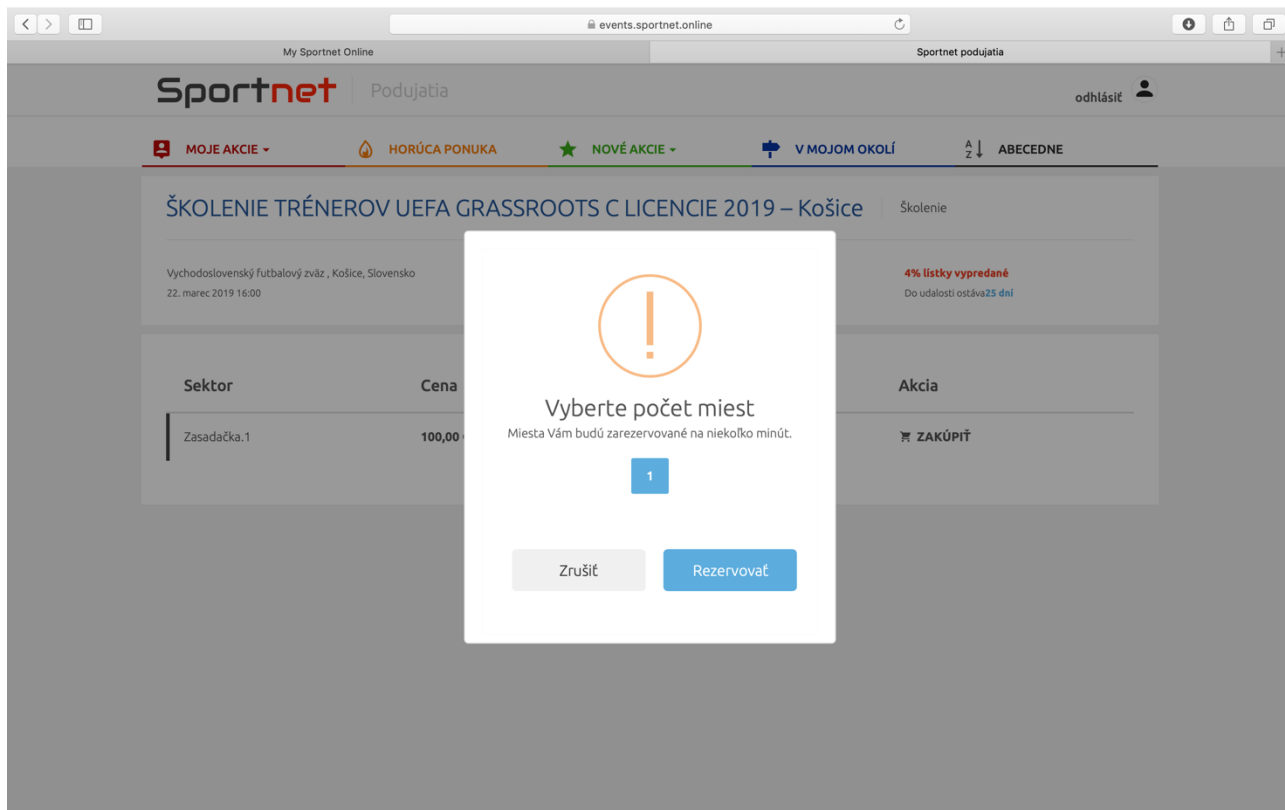 events.sportnet.online
My Sportnet Online
Sportnet podujatia
Sportnet Podujatia
odhlásiť
MOJE AKCIE
HORÚCA PONUKA
NOVÉ AKCIE
V MOJOM OKOLÍ
A Z
ABECEDNE
ŠKOLENIE TRÉNEROV UEFA GRASSROOTS C LICENCIE 2019 – Košice
Školenie
Vychodoslovenský futbalový zväz , Košice, Slovensko
22. marec 2019 16:00
4% lístky vypredané
Do udalosti ostáva25 dní
Sektor
Cena
Akcia
Zasadačka.1
100,00
ZAKÚPIŤ
Vyberte počet miest
Miesta Vám budú zarezervované na niekoľko minút.
1
Zrušiť
Rezervovať